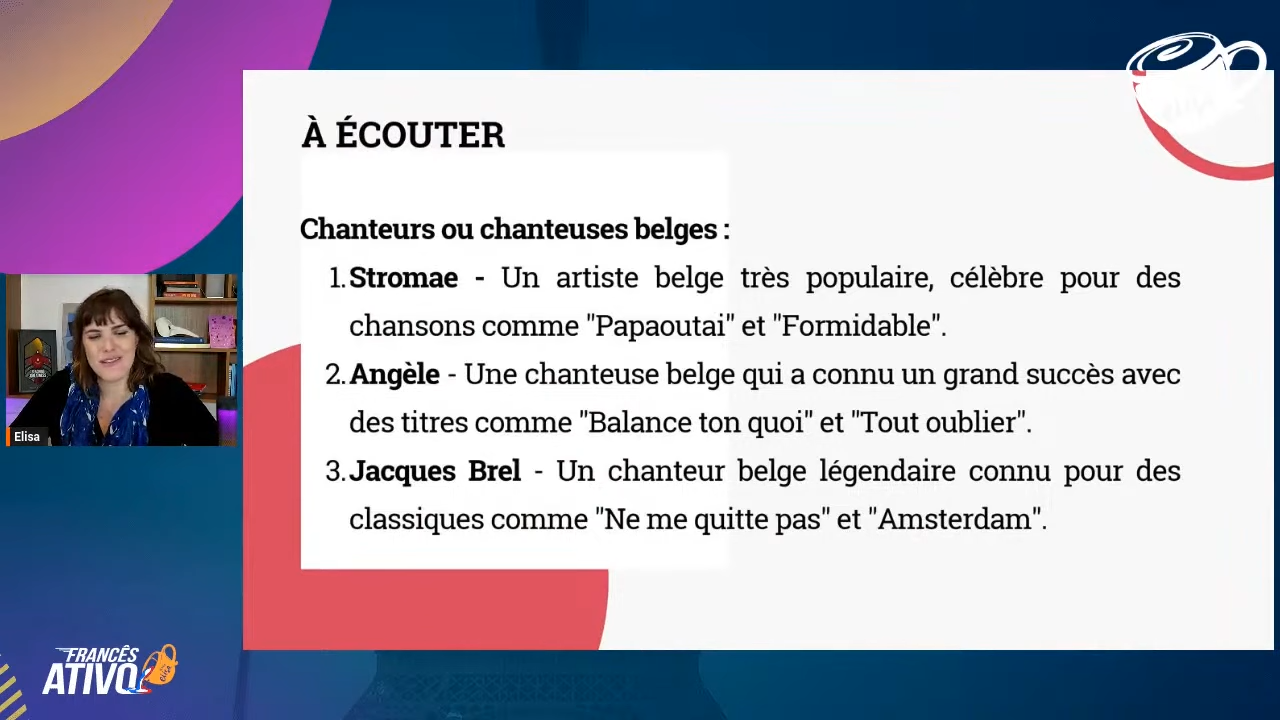 À ÉCOUTER
Chanteurs ou chanteuses belges :
1. Stromae - Un artiste belge très populaire, célèbre pour des
chansons comme "Papaoutai" et "Formidable".
2. Angèle - Une chanteuse belge qui a connu un grand succès avec
des titres comme "Balance ton quoi" et "Tout oublier".
3. Jacques Brel - Un chanteur belge légendaire connu pour des
classiques comme "Ne me quitte pas" et "Amsterdam".
Elisa
FRANCÊS
ATIVO